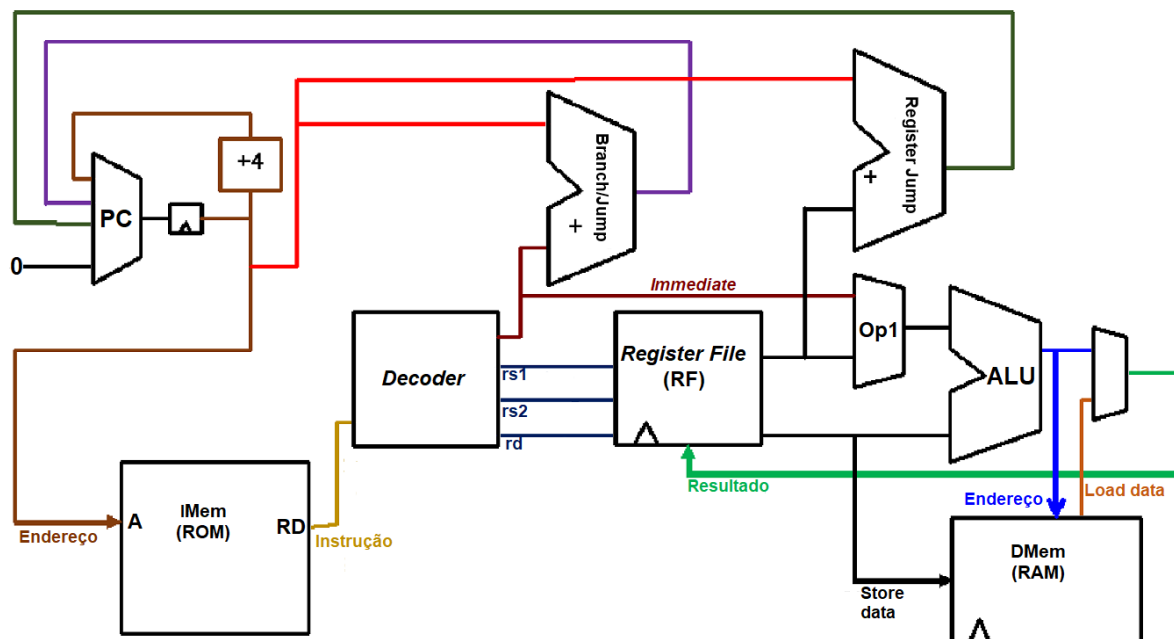 +4
PC
0
Branch/Jump
+
Register Jump
+
Immediate
Op1
ALU
Decoder
rs1
rs2
rd
Register File
(RF)
Resultado
Endereço
Load data
A
IMem
(ROM)
RD
Endereço
Instrução
Store
data
DMem
(RAM)